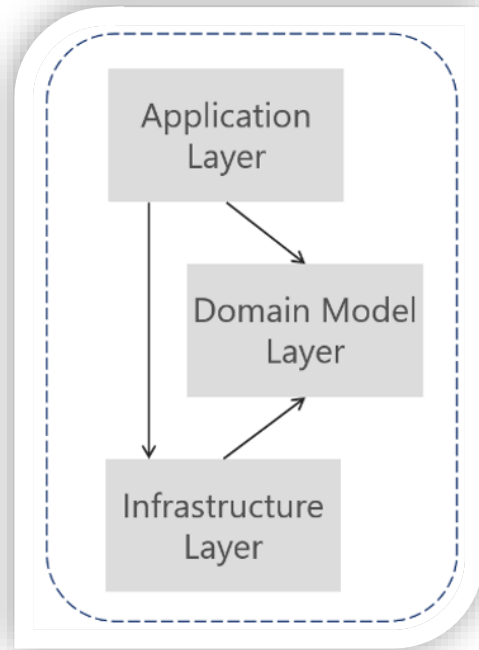 Application
Layer
Domain Model
Layer
Infrastructure
Layer